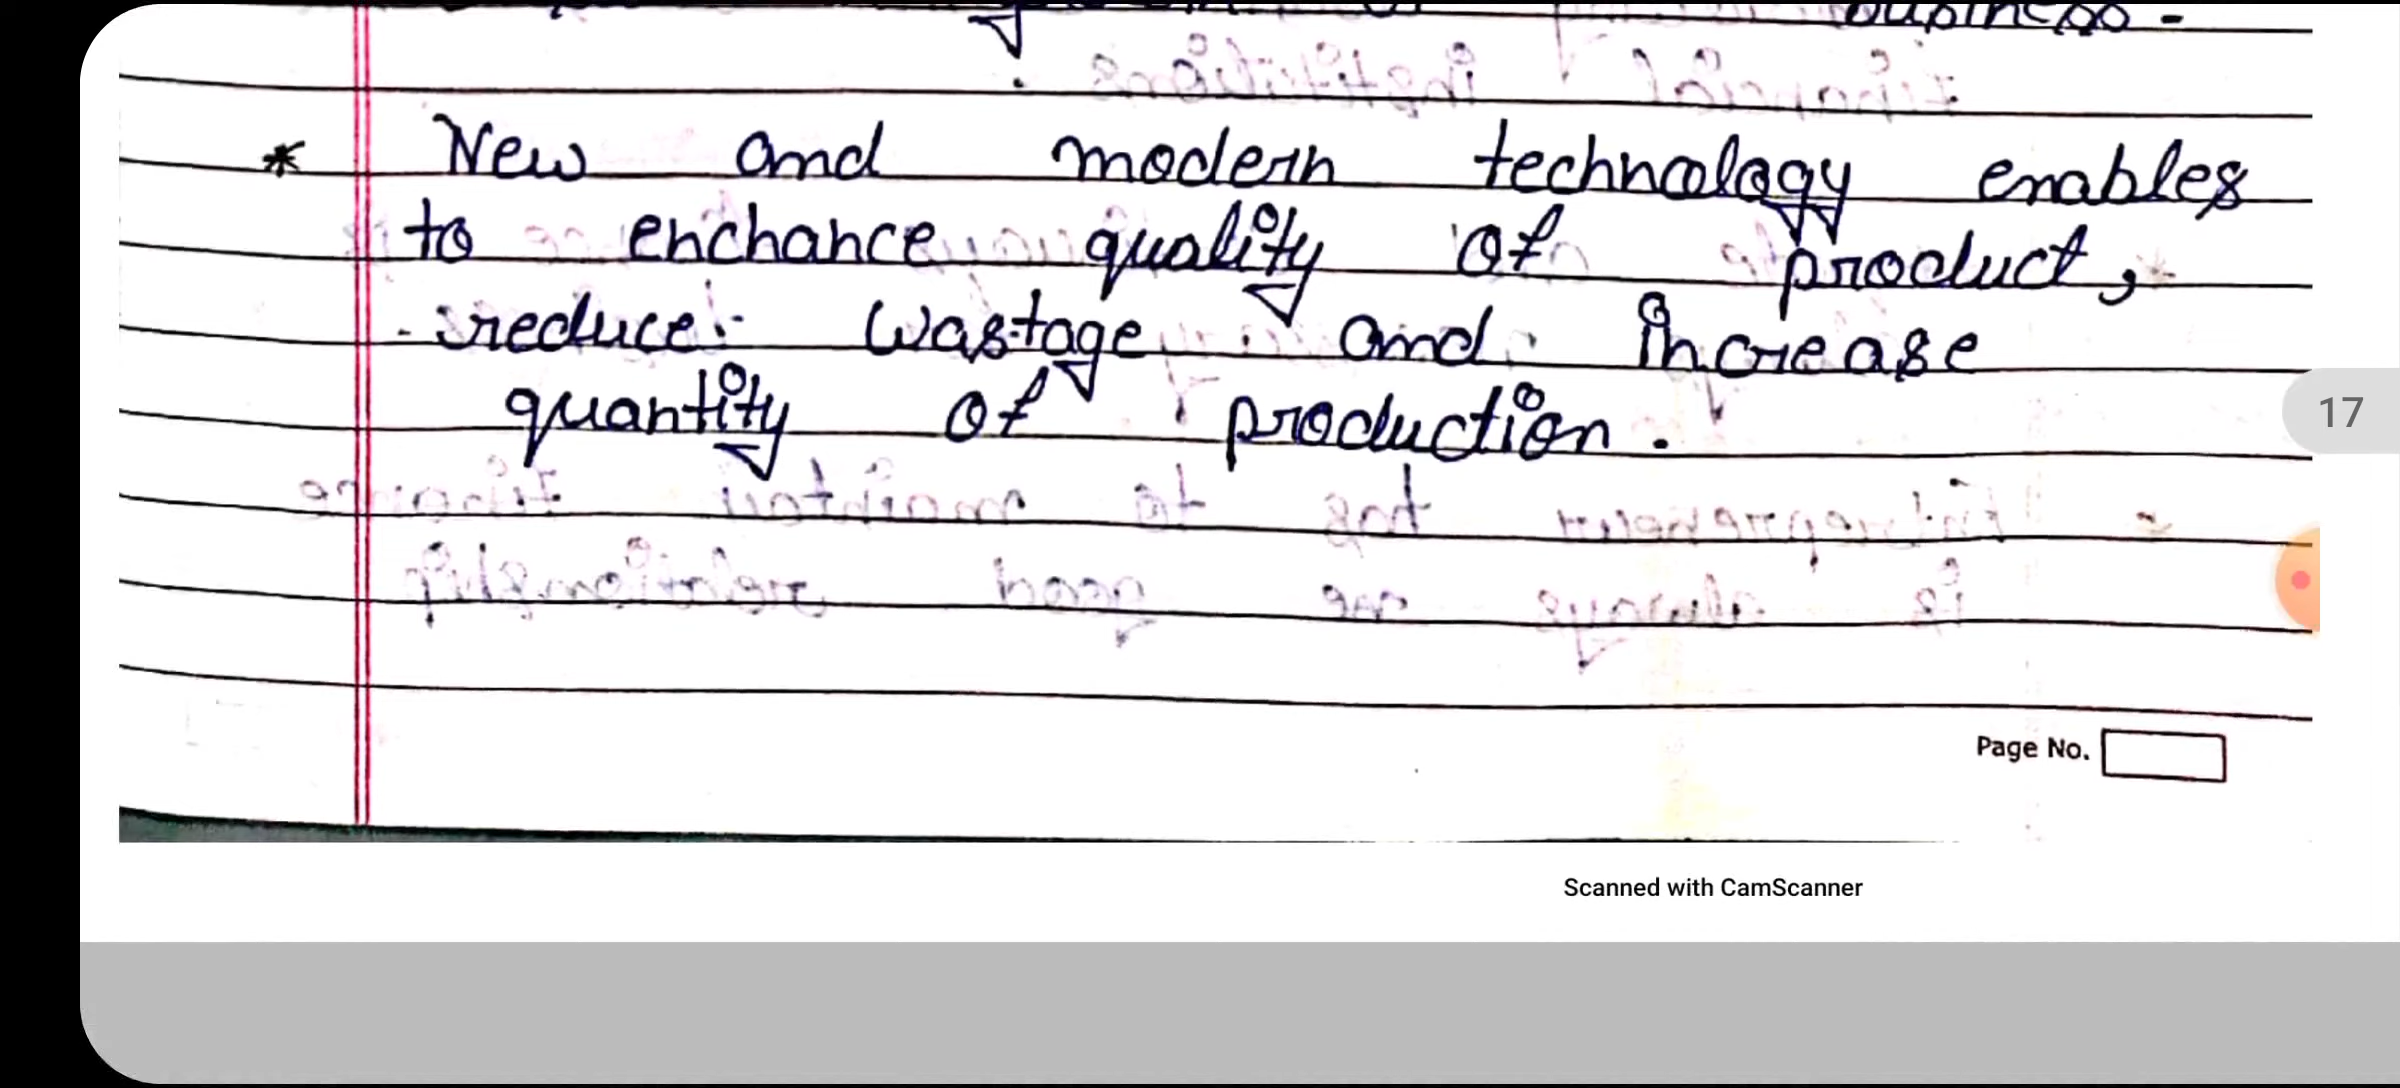 business -
* New and modern technology enables
to enchance quality of product,
reduce wastage and increase
quantity of production.
17
Page No.
Scanned with CamScanner